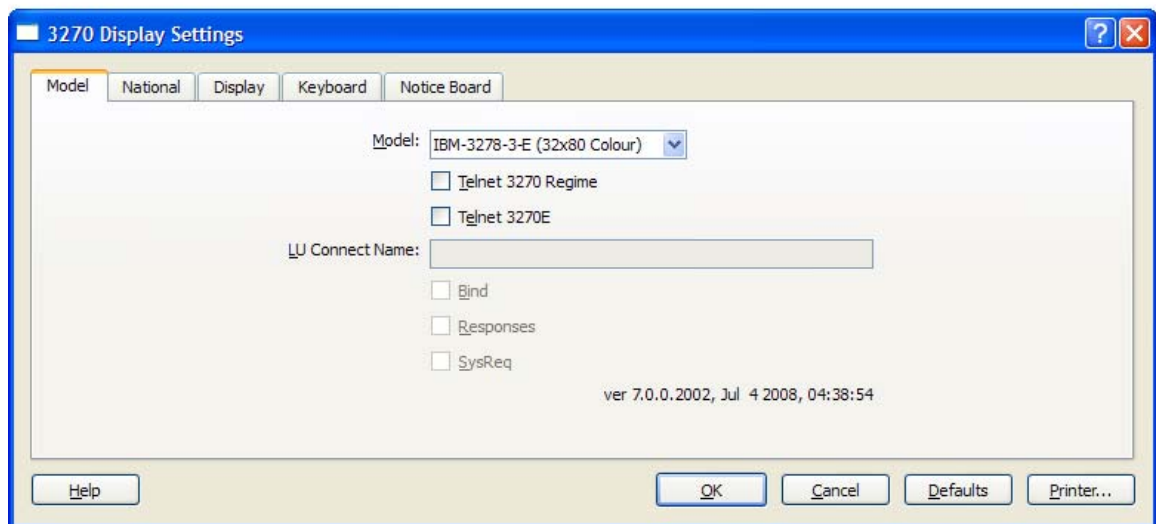 3270 Display Settings
Model National Display Keyboard Notice Board
Model: IBM-3278-3-E (32x80 Colour)
Telnet 3270 Regime
Telnet 3270E
LU Connect Name:
Bind
Responses
SysReq
ver 7.0.0.2002, Jul 4 2008, 04:38:54
Help OK Cancel Defaults Printer...